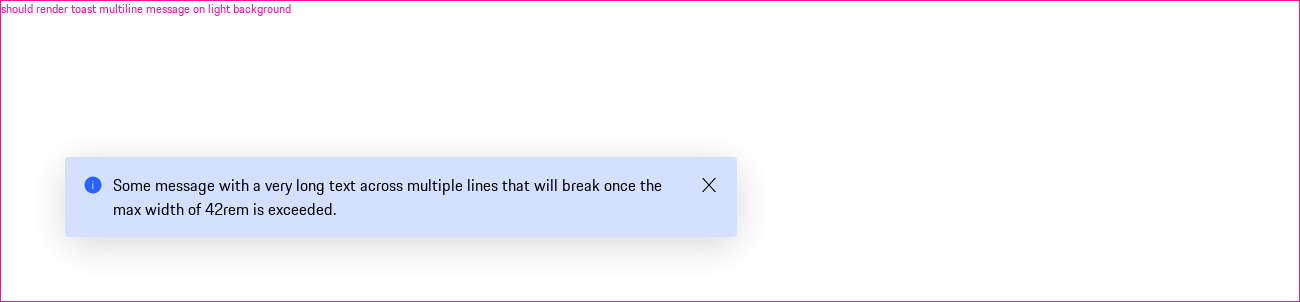 should render toast multiline message on light background
Some message with a very long text across multiple lines that will break once the
max width of 42rem is exceeded.